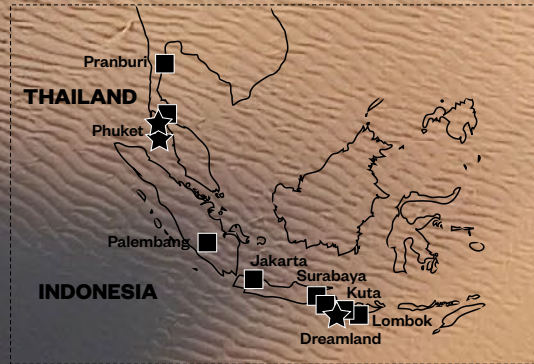 Pranburi
THAILAND
Phuket
Palembang
Jakarta
Surabaya
INDONESIA
Kuta
Lombok
Dreamland